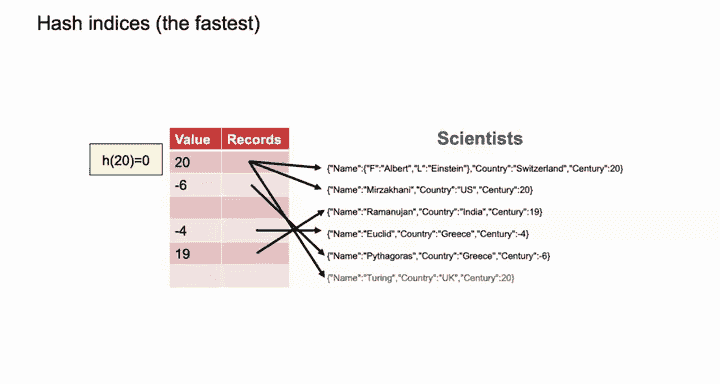 Hash indices (the fastest)
h(20)=0
Value Records
20
-6
-4
19
Scientists
{"Name":{"F":"Albert","L":"Einstein"},"Country":"Switzerland","Century":20}
{"Name":"Mirzakhani","Country":"US","Century":20}
{"Name":"Ramanujan","Country":"India","Century":19}
{"Name":"Euclid","Country":"Greece","Century":-4}
{"Name":"Pythagoras","Country":"Greece","Century":-6}
{"Name":"Turing","Country":"UK","Century":20}